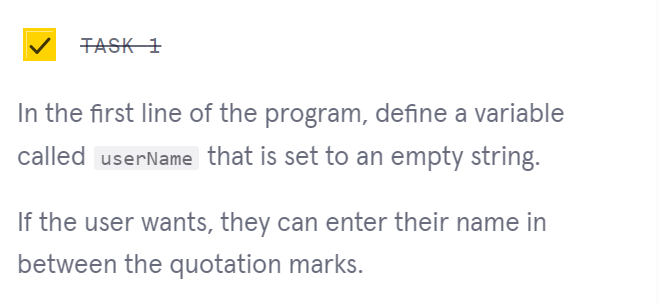 TASK 1
In the first line of the program, define a variable
called userName that is set to an empty string.
If the user wants, they can enter their name in
between the quotation marks.